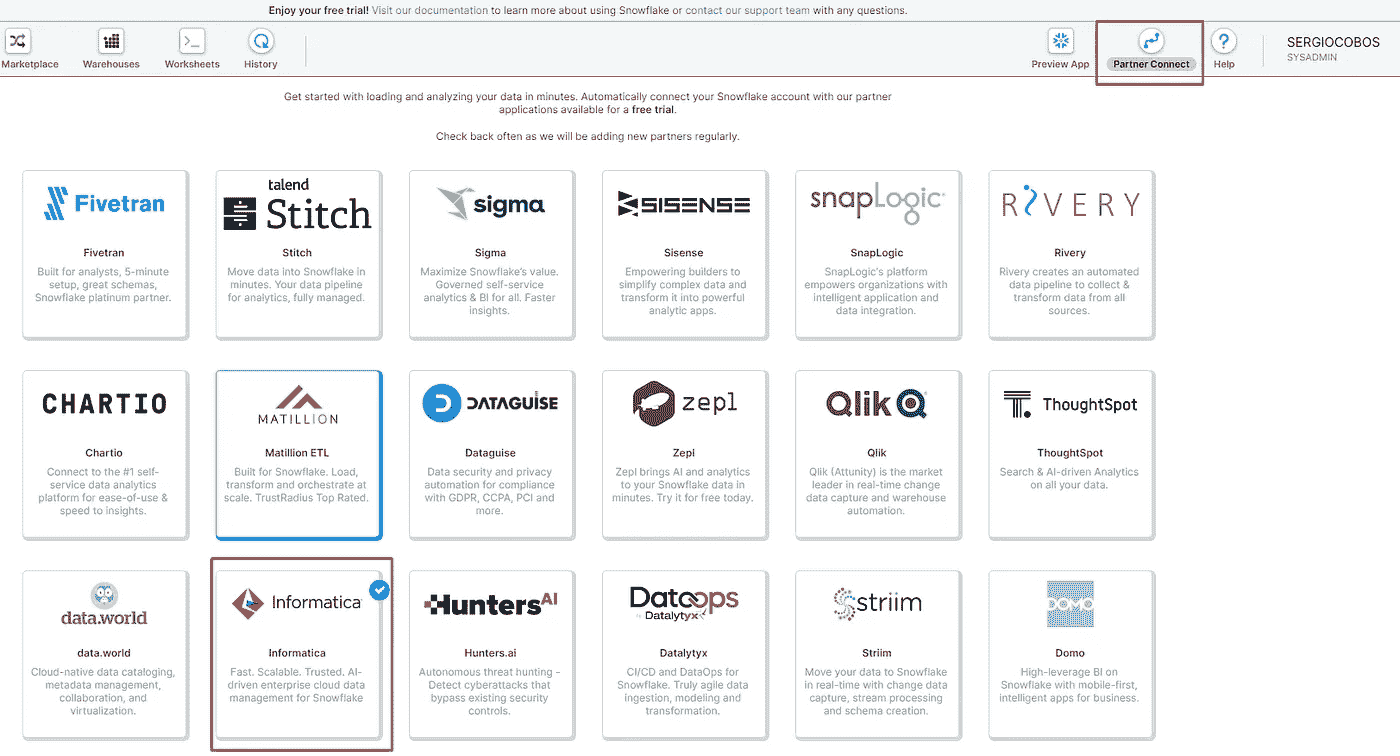 Enjoy your free trial! Visit our documentation to learn more about using Snowflake or contact our support team with any questions.
Marketplace Warehouses Worksheets History Preview App Partner Connect Help SERGIOCOBOS
SYSADMIN
Get started with loading and analyzing your data in minutes. Automatically connect your Snowflake account with our partner
applications available for a free trial.
Check back often as we will be adding new partners regularly.
Fivetran
Fivetran
Built for analysts, 5-minute
setup, great schemas,
Snowflake platinum partner.
talend
Stitch
Stitch
Move data into Snowflake in
minutes. Your data pipeline
for analytics, fully managed.
sigma
Sigma
Maximize Snowflake's value.
Governed self-service
analytics & BI for all. Faster
insights.
SISENSE
Sisense
Empowering builders to
simplify complex data and
transform it into powerful
analytic apps.
snapLogic
SnapLogic
SnapLogic's platform
empowers organizations with
intelligent application and
data integration.
RIVERY
Rivery
Rivery creates an automated
data pipeline to collect &
transform data from all
sources.
CHARTIO
Chartio
Connect to the #1 self-
service data analytics
platform for ease-of-use &
speed to insights.
MATILLION
Matillion ETL
Built for Snowflake. Load,
transform and orchestrate at
scale. TrustRadius Top Rated.
DATAGUISE
Dataguise
Data security and privacy
automation for compliance
with GDPR, CCPA, PCI and
more.
zepl
Zepl
Zepl brings AI and analytics
to your Snowflake data in
minutes. Try it for free today.
Qlik
Qlik
Qlik (Attunity) is the market
leader in real-time change
data capture and warehouse
automation.
T. ThoughtSpot
ThoughtSpot
Search & AI-driven Analytics
on all your data.
data.world
data.world
Cloud-native data cataloging,
metadata management,
collaboration, and
virtualization.
Informatica
Informatica
Fast. Scalable. Trusted. AI-
driven enterprise cloud data
management for Snowflake
Hunters AI
Hunters.ai
Autonomous threat hunting -
Detect cyberattacks that
bypass existing security
controls.
Dataops
by Datalytyx
Datalytyx
CI/CD and DataOps for
Snowflake. Truly agile data
ingestion, modeling and
transformation.
striim
Striim
Move your data to Snowflake
in real-time with change data
capture, stream processing
and schema creation.
DOMO
Domo
High-leverage BI on
Snowflake with mobile-first,
intelligent apps for business.